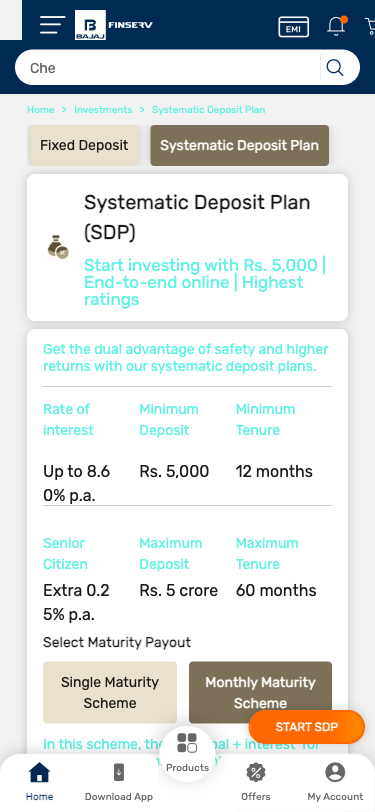 BAJAJ FINSERV
EMI
Che
Home > Investments > Systematic Deposit Plan
Fixed Deposit
Systematic Deposit Plan
Systematic Deposit Plan
(SDP)
Start investing with Rs. 5,000 |
End-to-end online | Highest
ratings
Get the dual advantage of safety and higher
returns with our systematic deposit plans.
Rate of
interest
Minimum
Deposit
Minimum
Tenure
Up to 8.6
0% p.a.
Rs. 5,000
12 months
Senior
Citizen
Maximum
Deposit
Maximum
Tenure
Extra 0.2
5% p.a.
Rs. 5 crore
60 months
Select Maturity Payout
Single Maturity
Scheme
Monthly Maturity
Scheme
START SDP
In this scheme, the + interest for
Home
Download App
Products
Offers
My Account